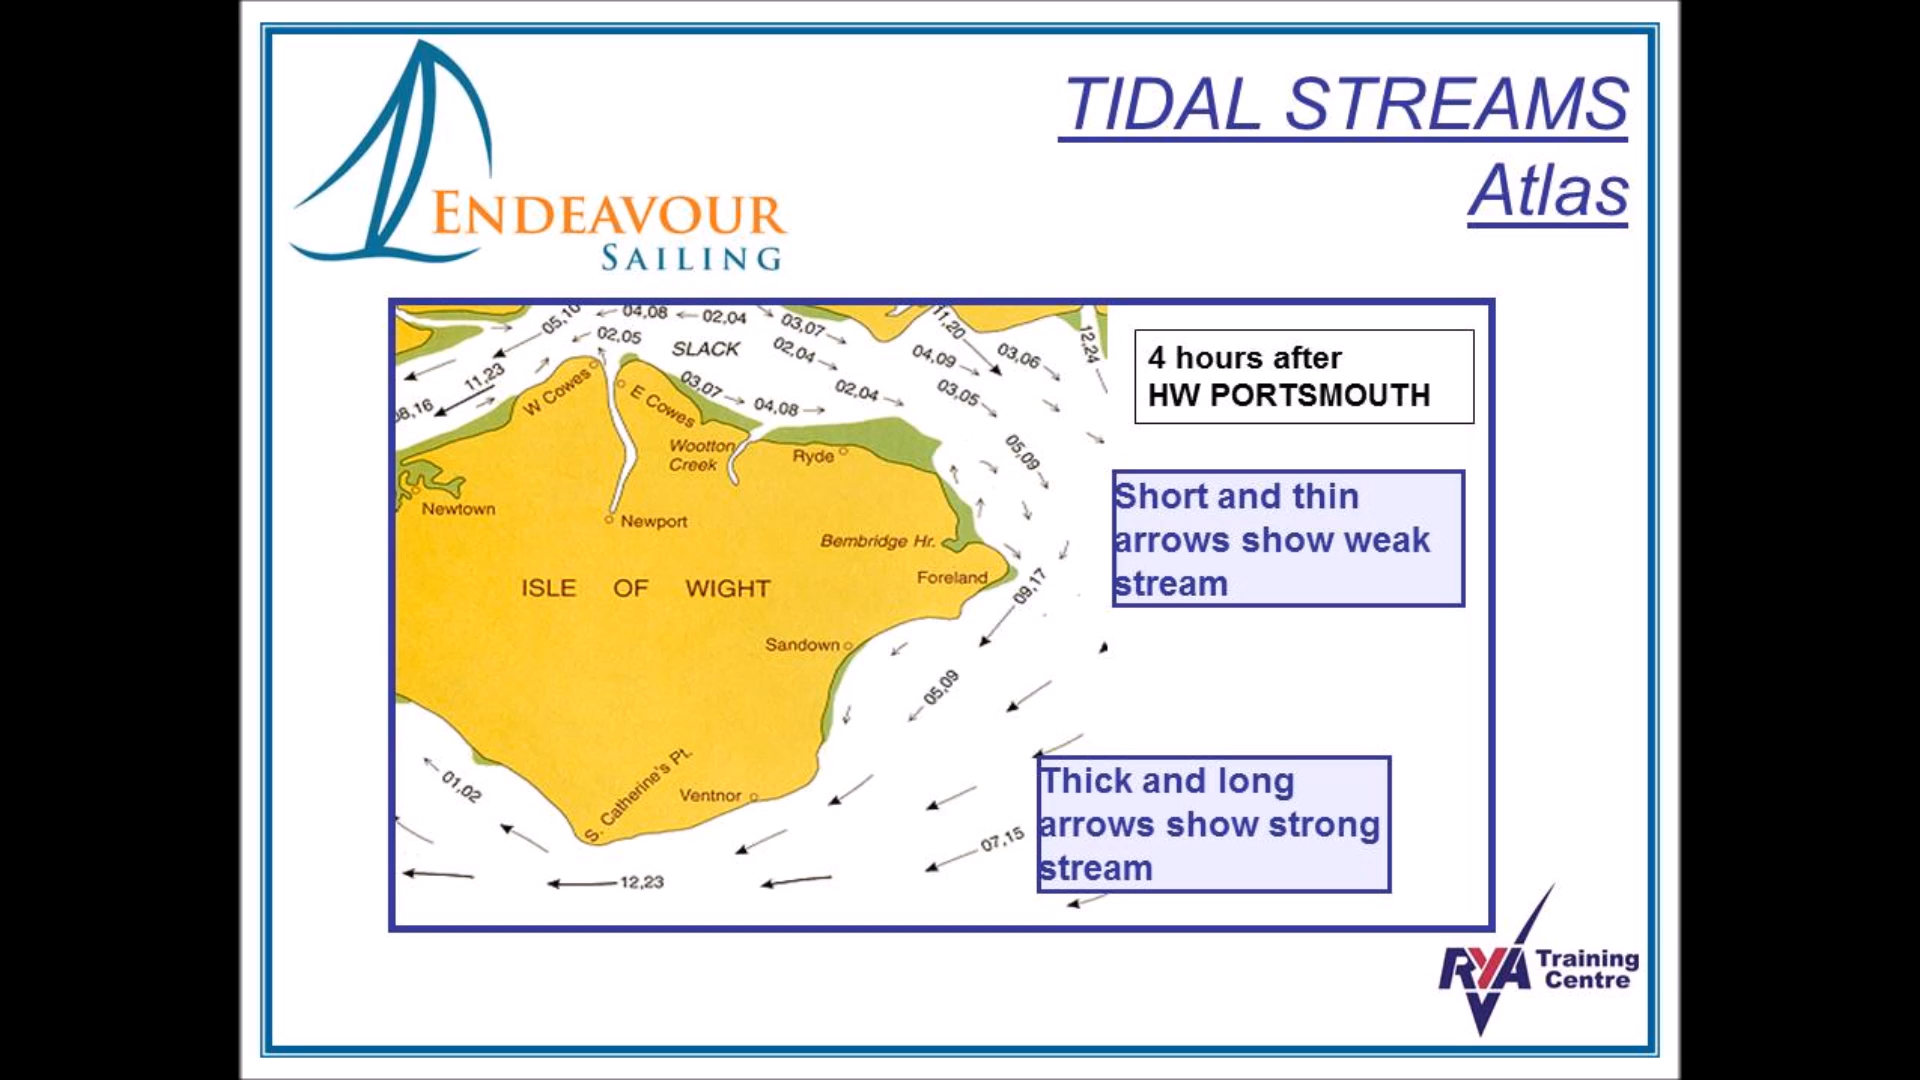 TIDAL STREAMS
Atlas
ENDEAVOUR
SAILING
05,10
04,08
02,04
03,07
11,20
12,24
02,05
SLACK
02,04
04,09
03,06
11,23
08,16
W Cowes
E Cowes
03,07
04,08
02,04
03,05
Wootton
Creek
Ryde
05,09
Newtown
Newport
Bembridge Hr.
Foreland
ISLE OF WIGHT
09,17
Sandown
05,09
S. Catherine's Pt.
Ventnor
01,02
07,15
12,23
4 hours after
HW PORTSMOUTH
Short and thin
arrows show weak
stream
Thick and long
arrows show strong
stream
RYA Training
Centre